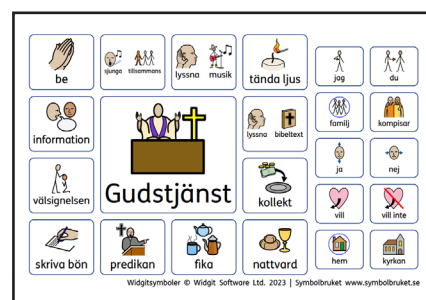 be
sjunga tillsammans
lyssna musik
tända ljus
jag
du
information
Gudstjänst
lyssna bibeltext
familj
kompisar
välsignelsen
kollekt
ja
nej
vill
vill inte
skriva bön
predikan
fika
nattvard
hem
kyrkan
Widgitsymboler © Widgit Software Ltd. 2023 | Symbolbruket www.symbolbruket.se